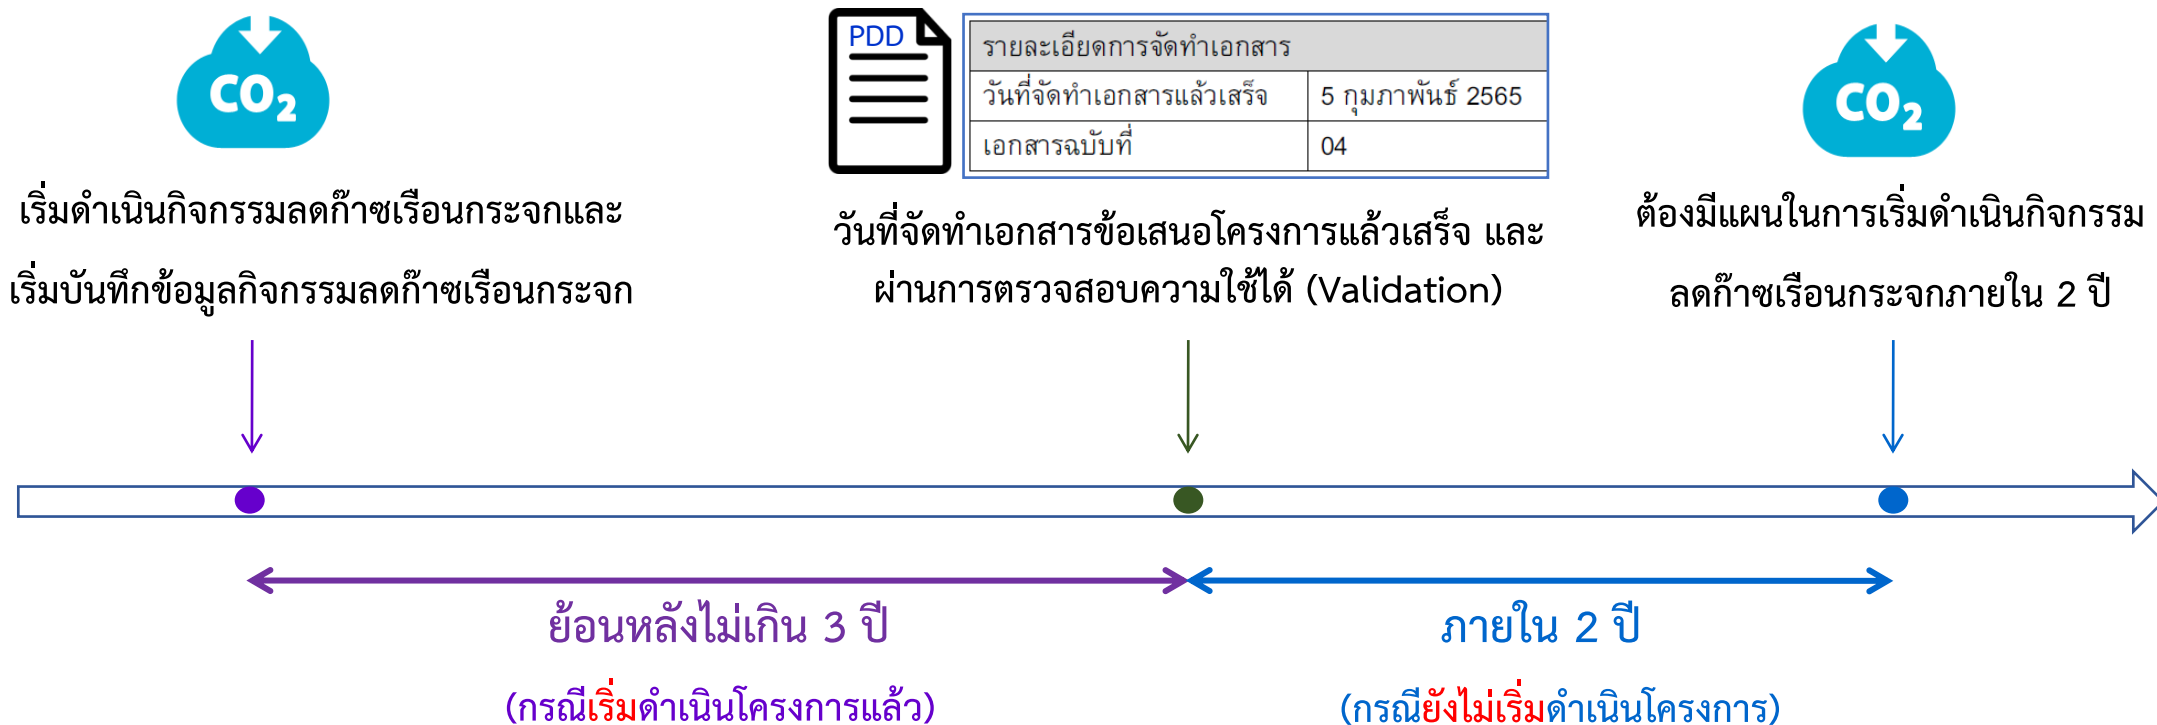 CO2
เริ่มดำเนินกิจกรรมลดก๊าซเรือนกระจกและ
เริ่มบันทึกข้อมูลกิจกรรมลดก๊าซเรือนกระจก
PDD
รายละเอียดการจัดทำเอกสาร
วันที่จัดทำเอกสารแล้วเสร็จ 5 กุมภาพันธ์ 2565
เอกสารฉบับที่ 04
วันที่จัดทำเอกสารข้อเสนอโครงการแล้วเสร็จ และ
ผ่านการตรวจสอบความใช้ได้ (Validation)
CO2
ต้องมีแผนในการเริ่มดำเนินกิจกรรม
ลดก๊าซเรือนกระจกภายใน 2 ปี
ย้อนหลังไม่เกิน 3 ปี
(กรณีเริ่มดำเนินโครงการแล้ว)
ภายใน 2 ปี
(กรณียังไม่เริ่มดำเนินโครงการ)